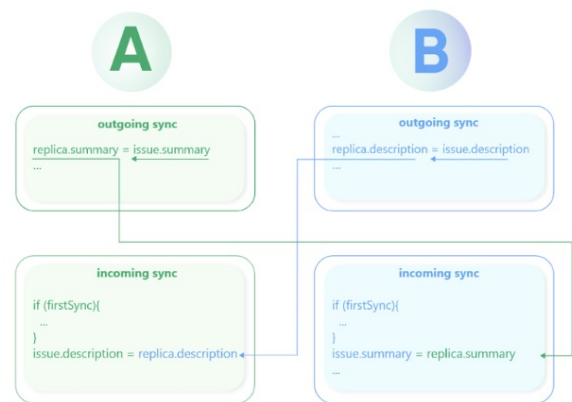 A
B
outgoing sync
replica.summary = issue.summary
...
outgoing sync
...
replica.description = issue.description
...
incoming sync
if (firstSync){
...
}
issue.description = replica.description
incoming sync
if (firstSync){
...
}
issue.summary = replica.summary
...